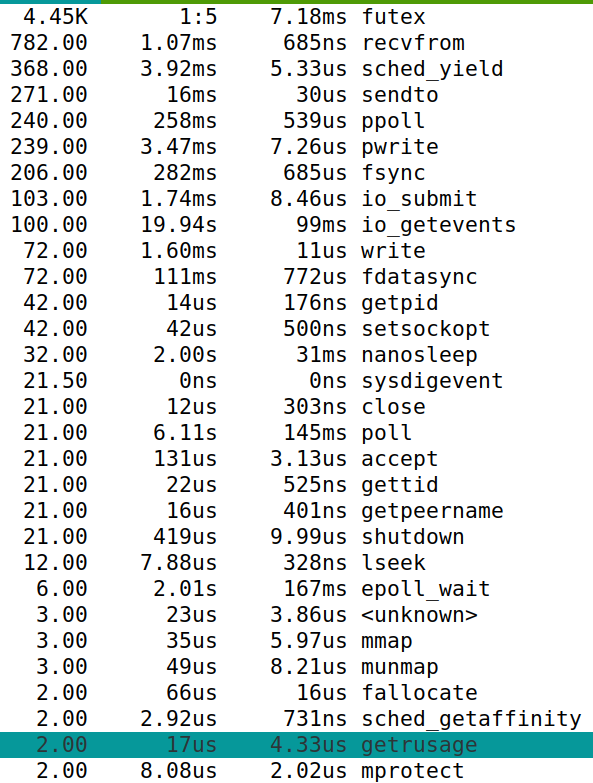 4.45K 1:5 7.18ms futex
782.00 1.07ms 685ns recvfrom
368.00 3.92ms 5.33us sched_yield
271.00 16ms 30us sendto
240.00 258ms 539us ppoll
239.00 3.47ms 7.26us pwrite
206.00 282ms 685us fsync
103.00 1.74ms 8.46us io_submit
100.00 19.94s 99ms io_getevents
72.00 1.60ms 11us write
72.00 111ms 772us fdatasync
42.00 14us 176ns getpid
42.00 42us 500ns setsockopt
32.00 2.00s 31ms nanosleep
21.50 0ns 0ns sysdigevent
21.00 12us 303ns close
21.00 6.11s 145ms poll
21.00 131us 3.13us accept
21.00 22us 525ns gettid
21.00 16us 401ns getpeername
21.00 419us 9.99us shutdown
12.00 7.88us 328ns lseek
6.00 2.01s 167ms epoll_wait
3.00 23us 3.86us <unknown>
3.00 35us 5.97us mmap
3.00 49us 8.21us munmap
2.00 66us 16us fallocate
2.00 2.92us 731ns sched_getaffinity
2.00 17us 4.33us getrusage
2.00 8.08us 2.02us mprotect